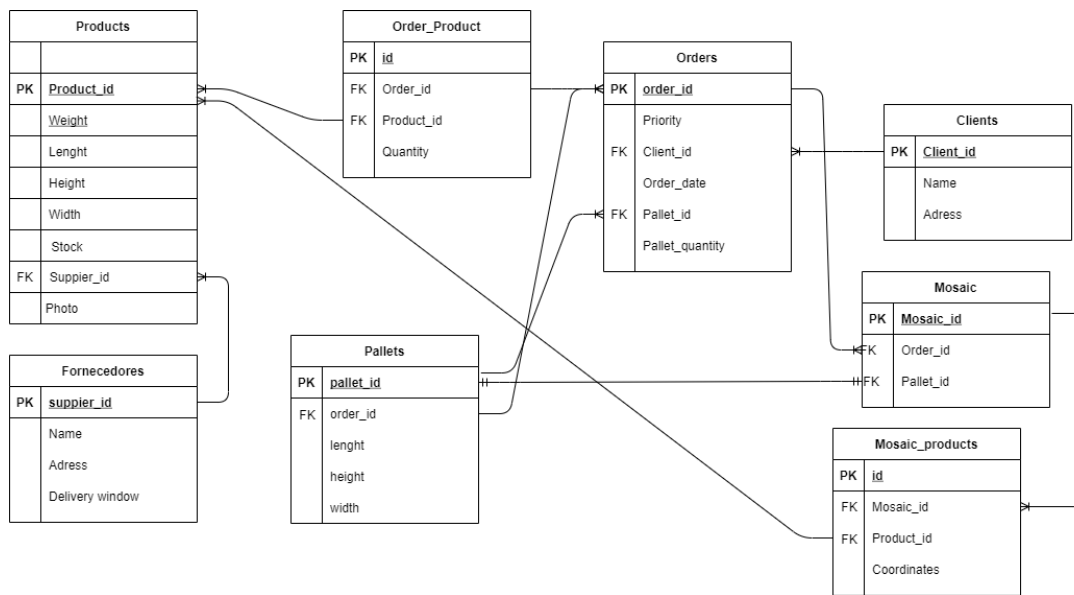 Products
PK Product_id
Weight
Lenght
Height
Width
Stock
FK Suppier_id
Photo
Order_Product
PK id
FK Order_id
FK Product_id
Quantity
Orders
PK order_id
Priority
FK Client_id
Order_date
FK Pallet_id
Pallet_quantity
Clients
PK Client_id
Name
Adress
Mosaic
PK Mosaic_id
FK Order_id
FK Pallet_id
Fornecedores
PK suppier_id
Name
Adress
Delivery window
Pallets
PK pallet_id
FK order_id
lenght
height
width
Mosaic_products
PK id
FK Mosaic_id
FK Product_id
Coordinates